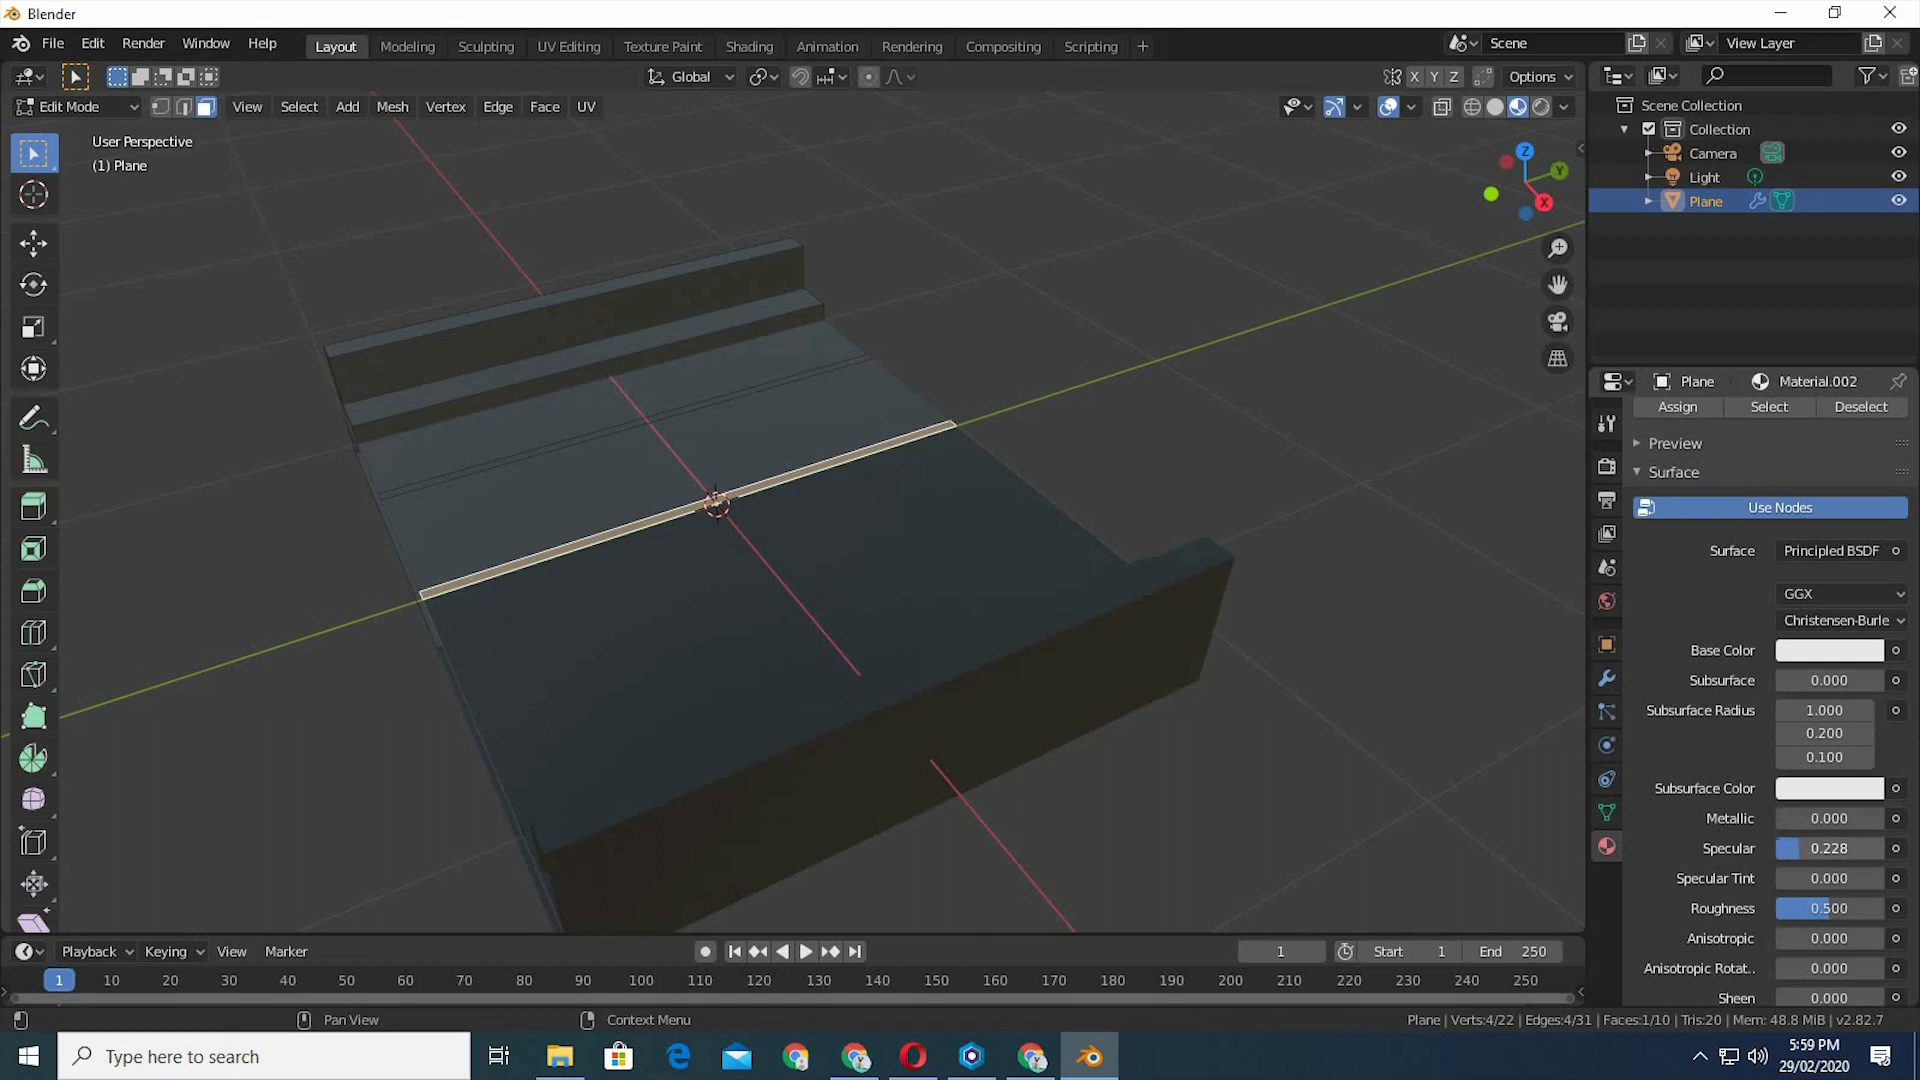 Blender
File Edit Render Window Help Layout Modeling Sculpting UV Editing Texture Paint Shading Animation Rendering Compositing Scripting + Scene View Layer
Global X Y Z Options
Edit Mode View Select Add Mesh Vertex Edge Face UV
User Perspective
(1) Plane
Z
Y
X
Scene Collection
Collection
Camera
Light
Plane
Plane Material.002
Assign Select Deselect
Preview
Surface
Use Nodes
Surface Principled BSDF
GGX
Christensen-Burle
Base Color
Subsurface 0.000
Subsurface Radius 1.000
0.200
0.100
Subsurface Color
Metallic 0.000
Specular 0.228
Specular Tint 0.000
Roughness 0.500
Anisotropic 0.000
Anisotropic Rotat.. 0.000
Sheen 0.000
Playback Keying View Marker 1 Start 1 End 250
1 10 20 30 40 50 60 70 80 90 100 110 120 130 140 150 160 170 180 190 200 210 220 230 240 250
Pan View Context Menu Plane | Verts:4/22 | Edges:4/31 | Faces:1/10 | Tris:20 | Mem: 48.8 MiB | v2.82.7
Type here to search
5:59 PM
29/02/2020